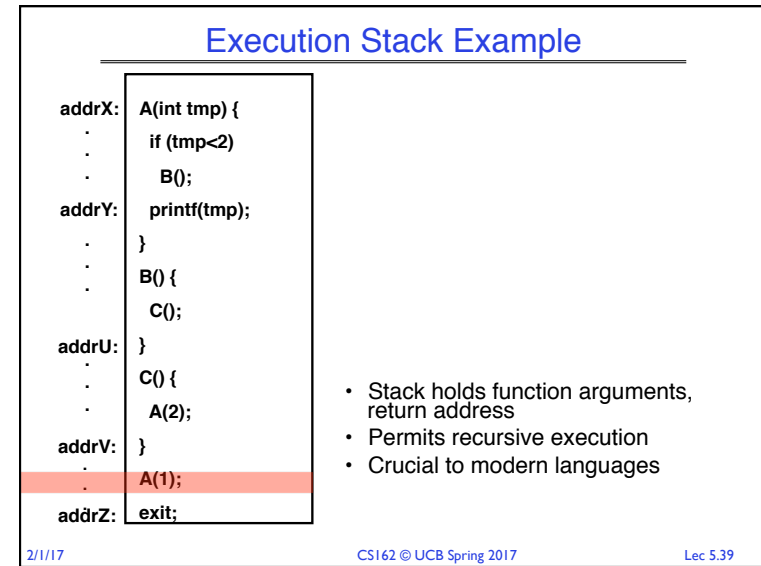 Execution Stack Example
addrX: A(int tmp) {
. if (tmp<2)
.
. B();
addrY: printf(tmp);
. }
.
. B() {
C();
addrU: }
. C() {
.
. A(2);
addrV: }
. A(1);
.
.
addrZ: exit;
• Stack holds function arguments,
return address
• Permits recursive execution
• Crucial to modern languages
2/1/17 CS162 © UCB Spring 2017 Lec 5.39